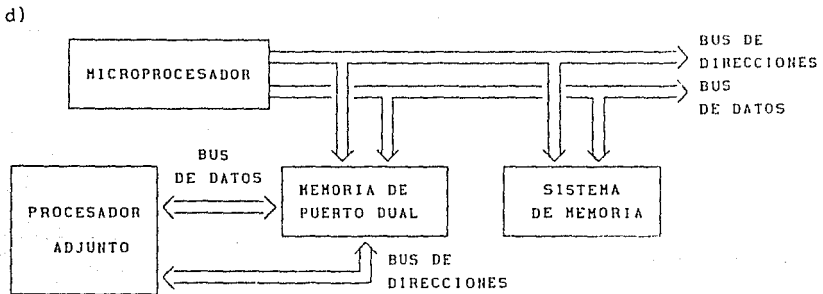 d)
BUS DE
DIRECCIONES
MICROPROCESADOR
BUS
DE DATOS
BUS
DE DATOS
MEMORIA DE
PUERTO DUAL
SISTEMA
DE MEMORIA
PROCESADOR
ADJUNTO
BUS DE
DIRECCIONES